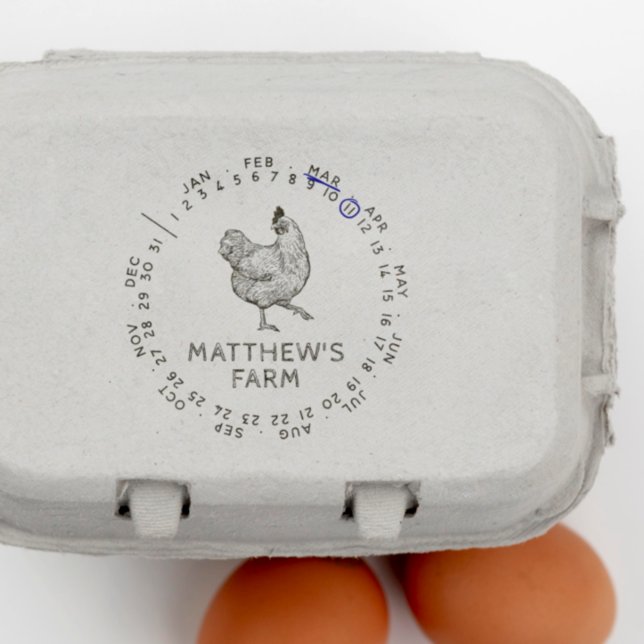 JAN · FEB · MAR · APR · MAY · JUN · JUL · AUG · SEP · OCT · NOV · DEC
1 2 3 4 5 6 7 8 9 10 11 12 13 14 15 16 17 18 19 20 21 22 23 24 25 26 27 28 29 30 31
MATTHEW'S
FARM